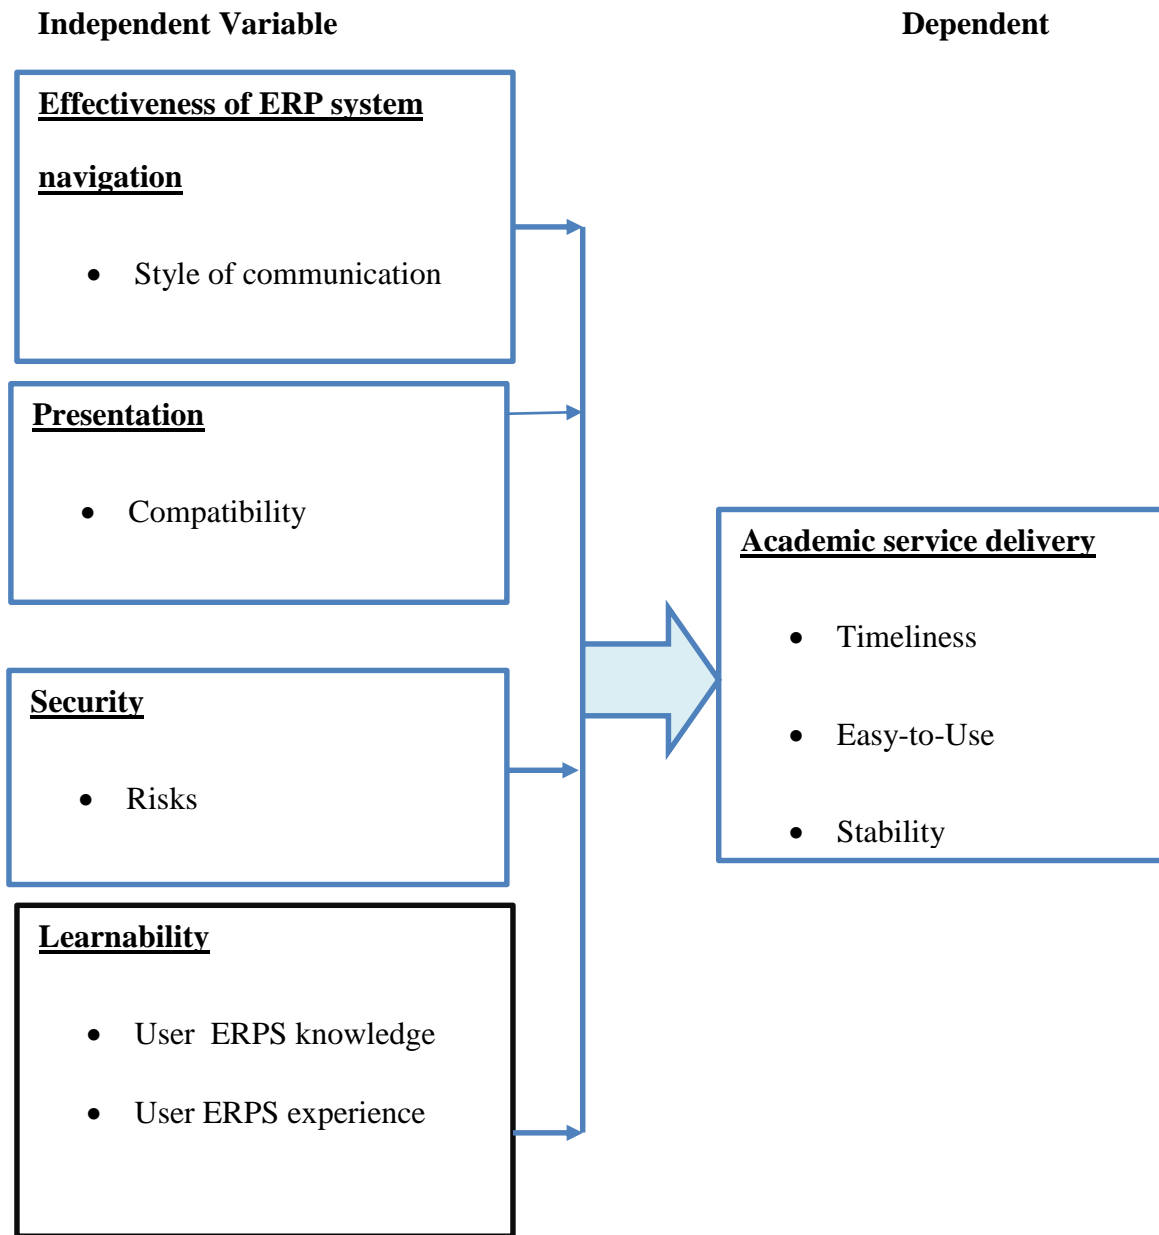 Independent Variable
Dependent
Effectiveness of ERP system
navigation
• Style of communication
Presentation
• Compatibility
Security
• Risks
Learnability
• User ERPS knowledge
• User ERPS experience
Academic service delivery
• Timeliness
• Easy-to-Use
• Stability